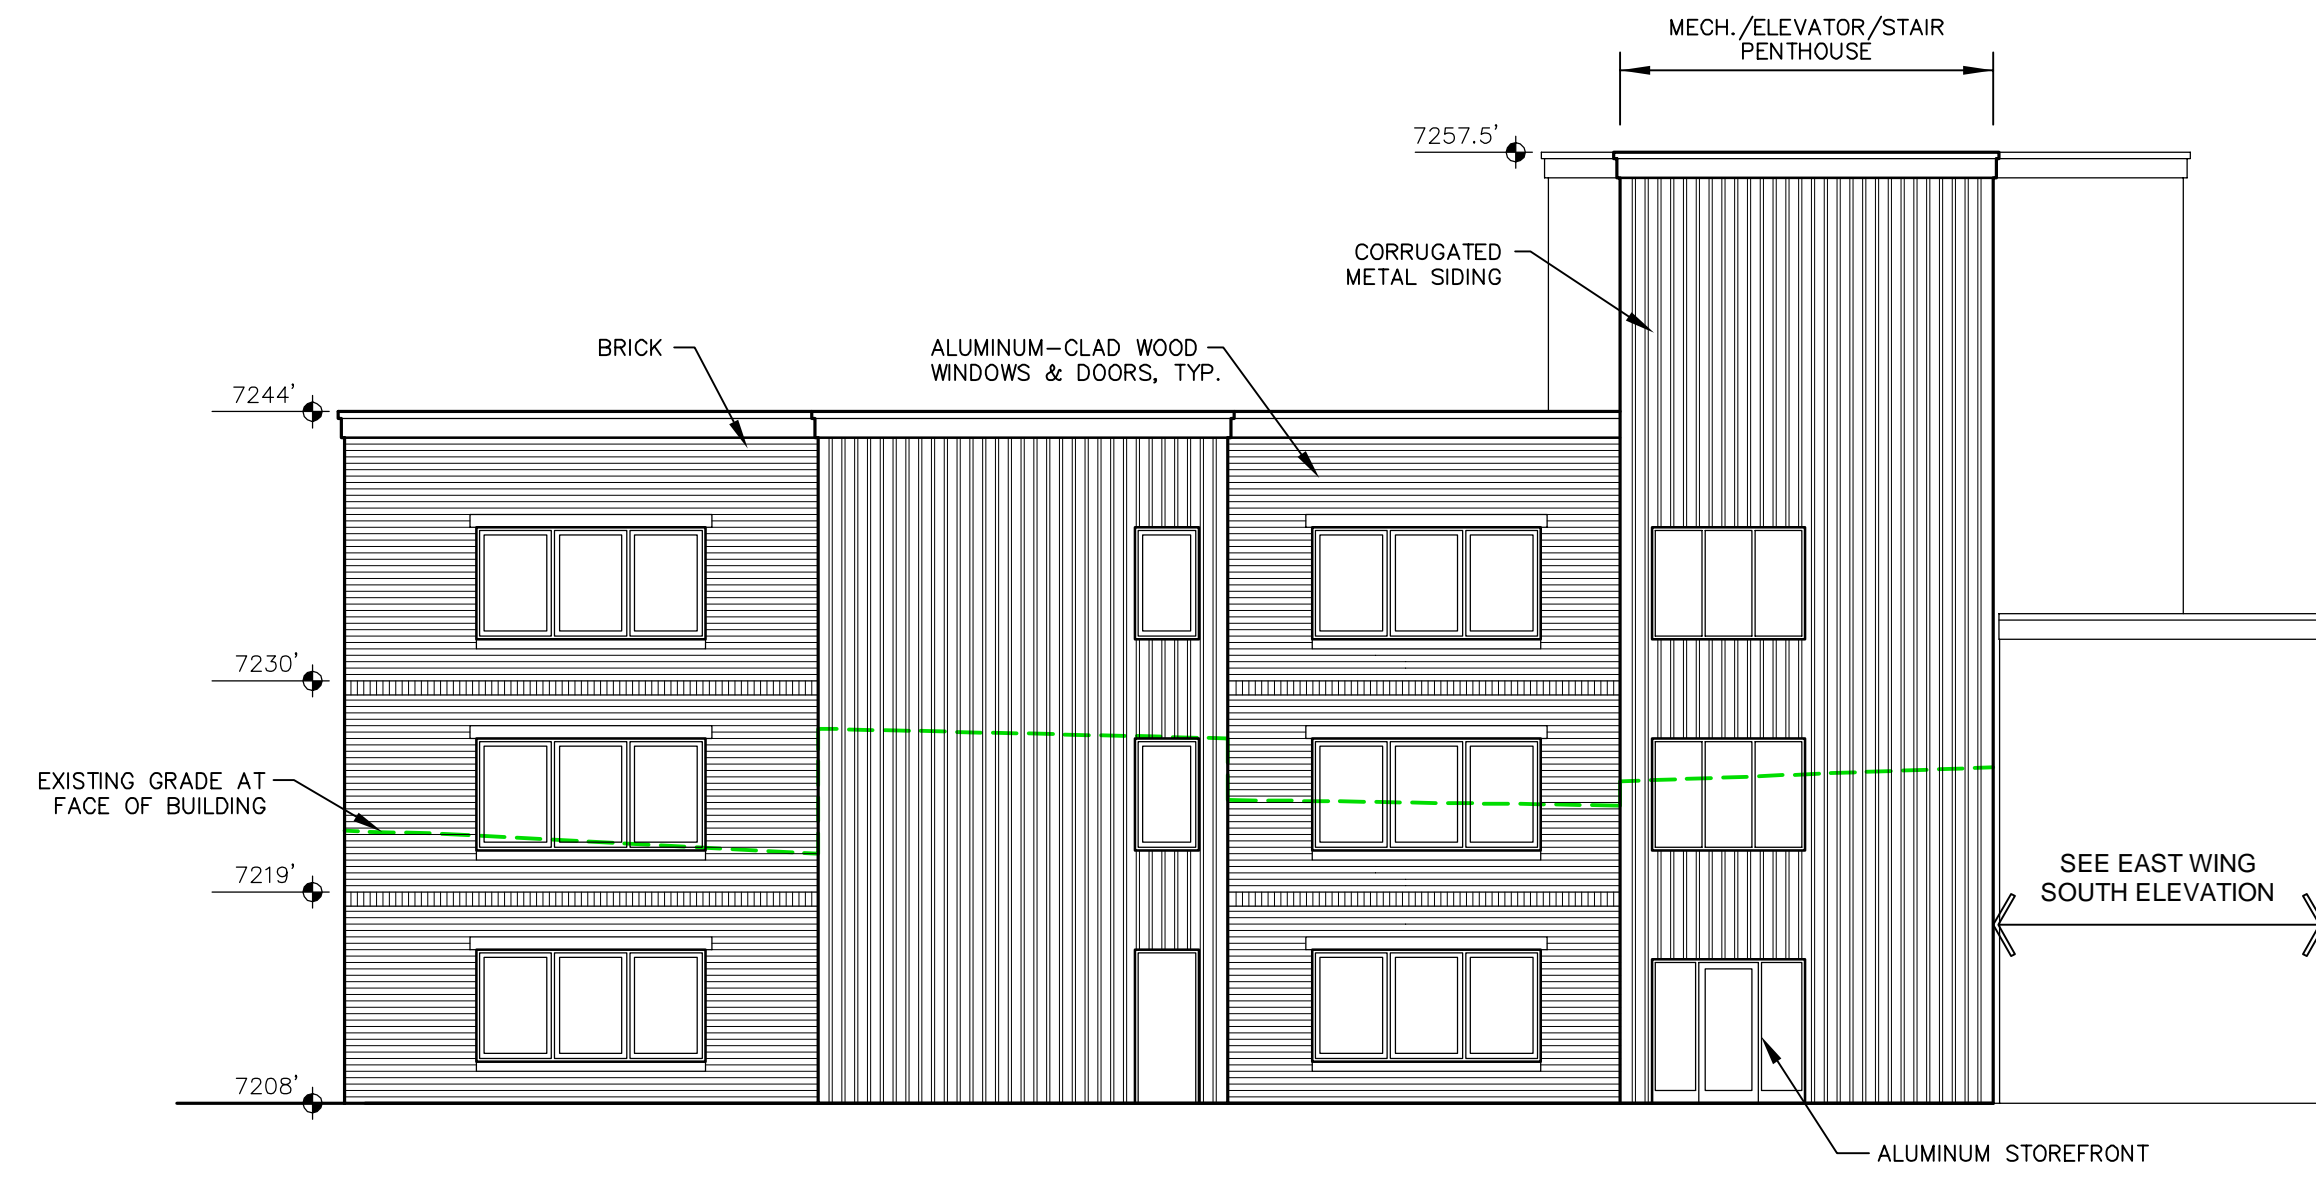 MECH./ELEVATOR/STAIR
PENTHOUSE
7257.5'
CORRUGATED
METAL SIDING
BRICK
ALUMINUM-CLAD WOOD
WINDOWS & DOORS, TYP.
7244'
7230'
EXISTING GRADE AT
FACE OF BUILDING
7219'
SEE EAST WING
SOUTH ELEVATION
7208'
ALUMINUM STOREFRONT